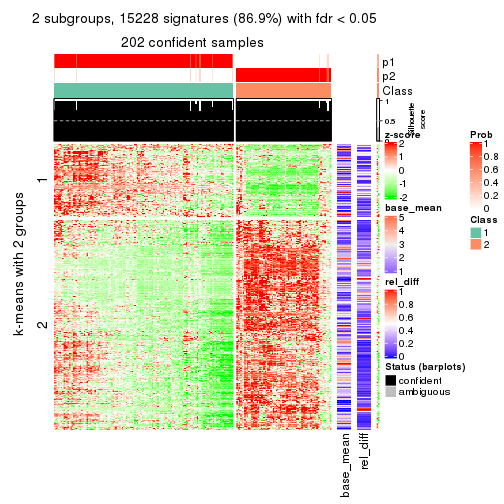 2 subgroups, 15228 signatures (86.9%) with fdr < 0.05
202 confident samples
p1
p2
Class
1
0.5
0
Silhouette
score
k-means with 2 groups
1
2
z-score
2
1
0
-1
-2
base_mean
5
4
3
2
1
rel_diff
1
0.8
0.6
0.4
0.2
0
Status (barplots)
confident
ambiguous
Prob
1
0.8
0.6
0.4
0.2
0
Class
1
2
base_mean
rel_diff